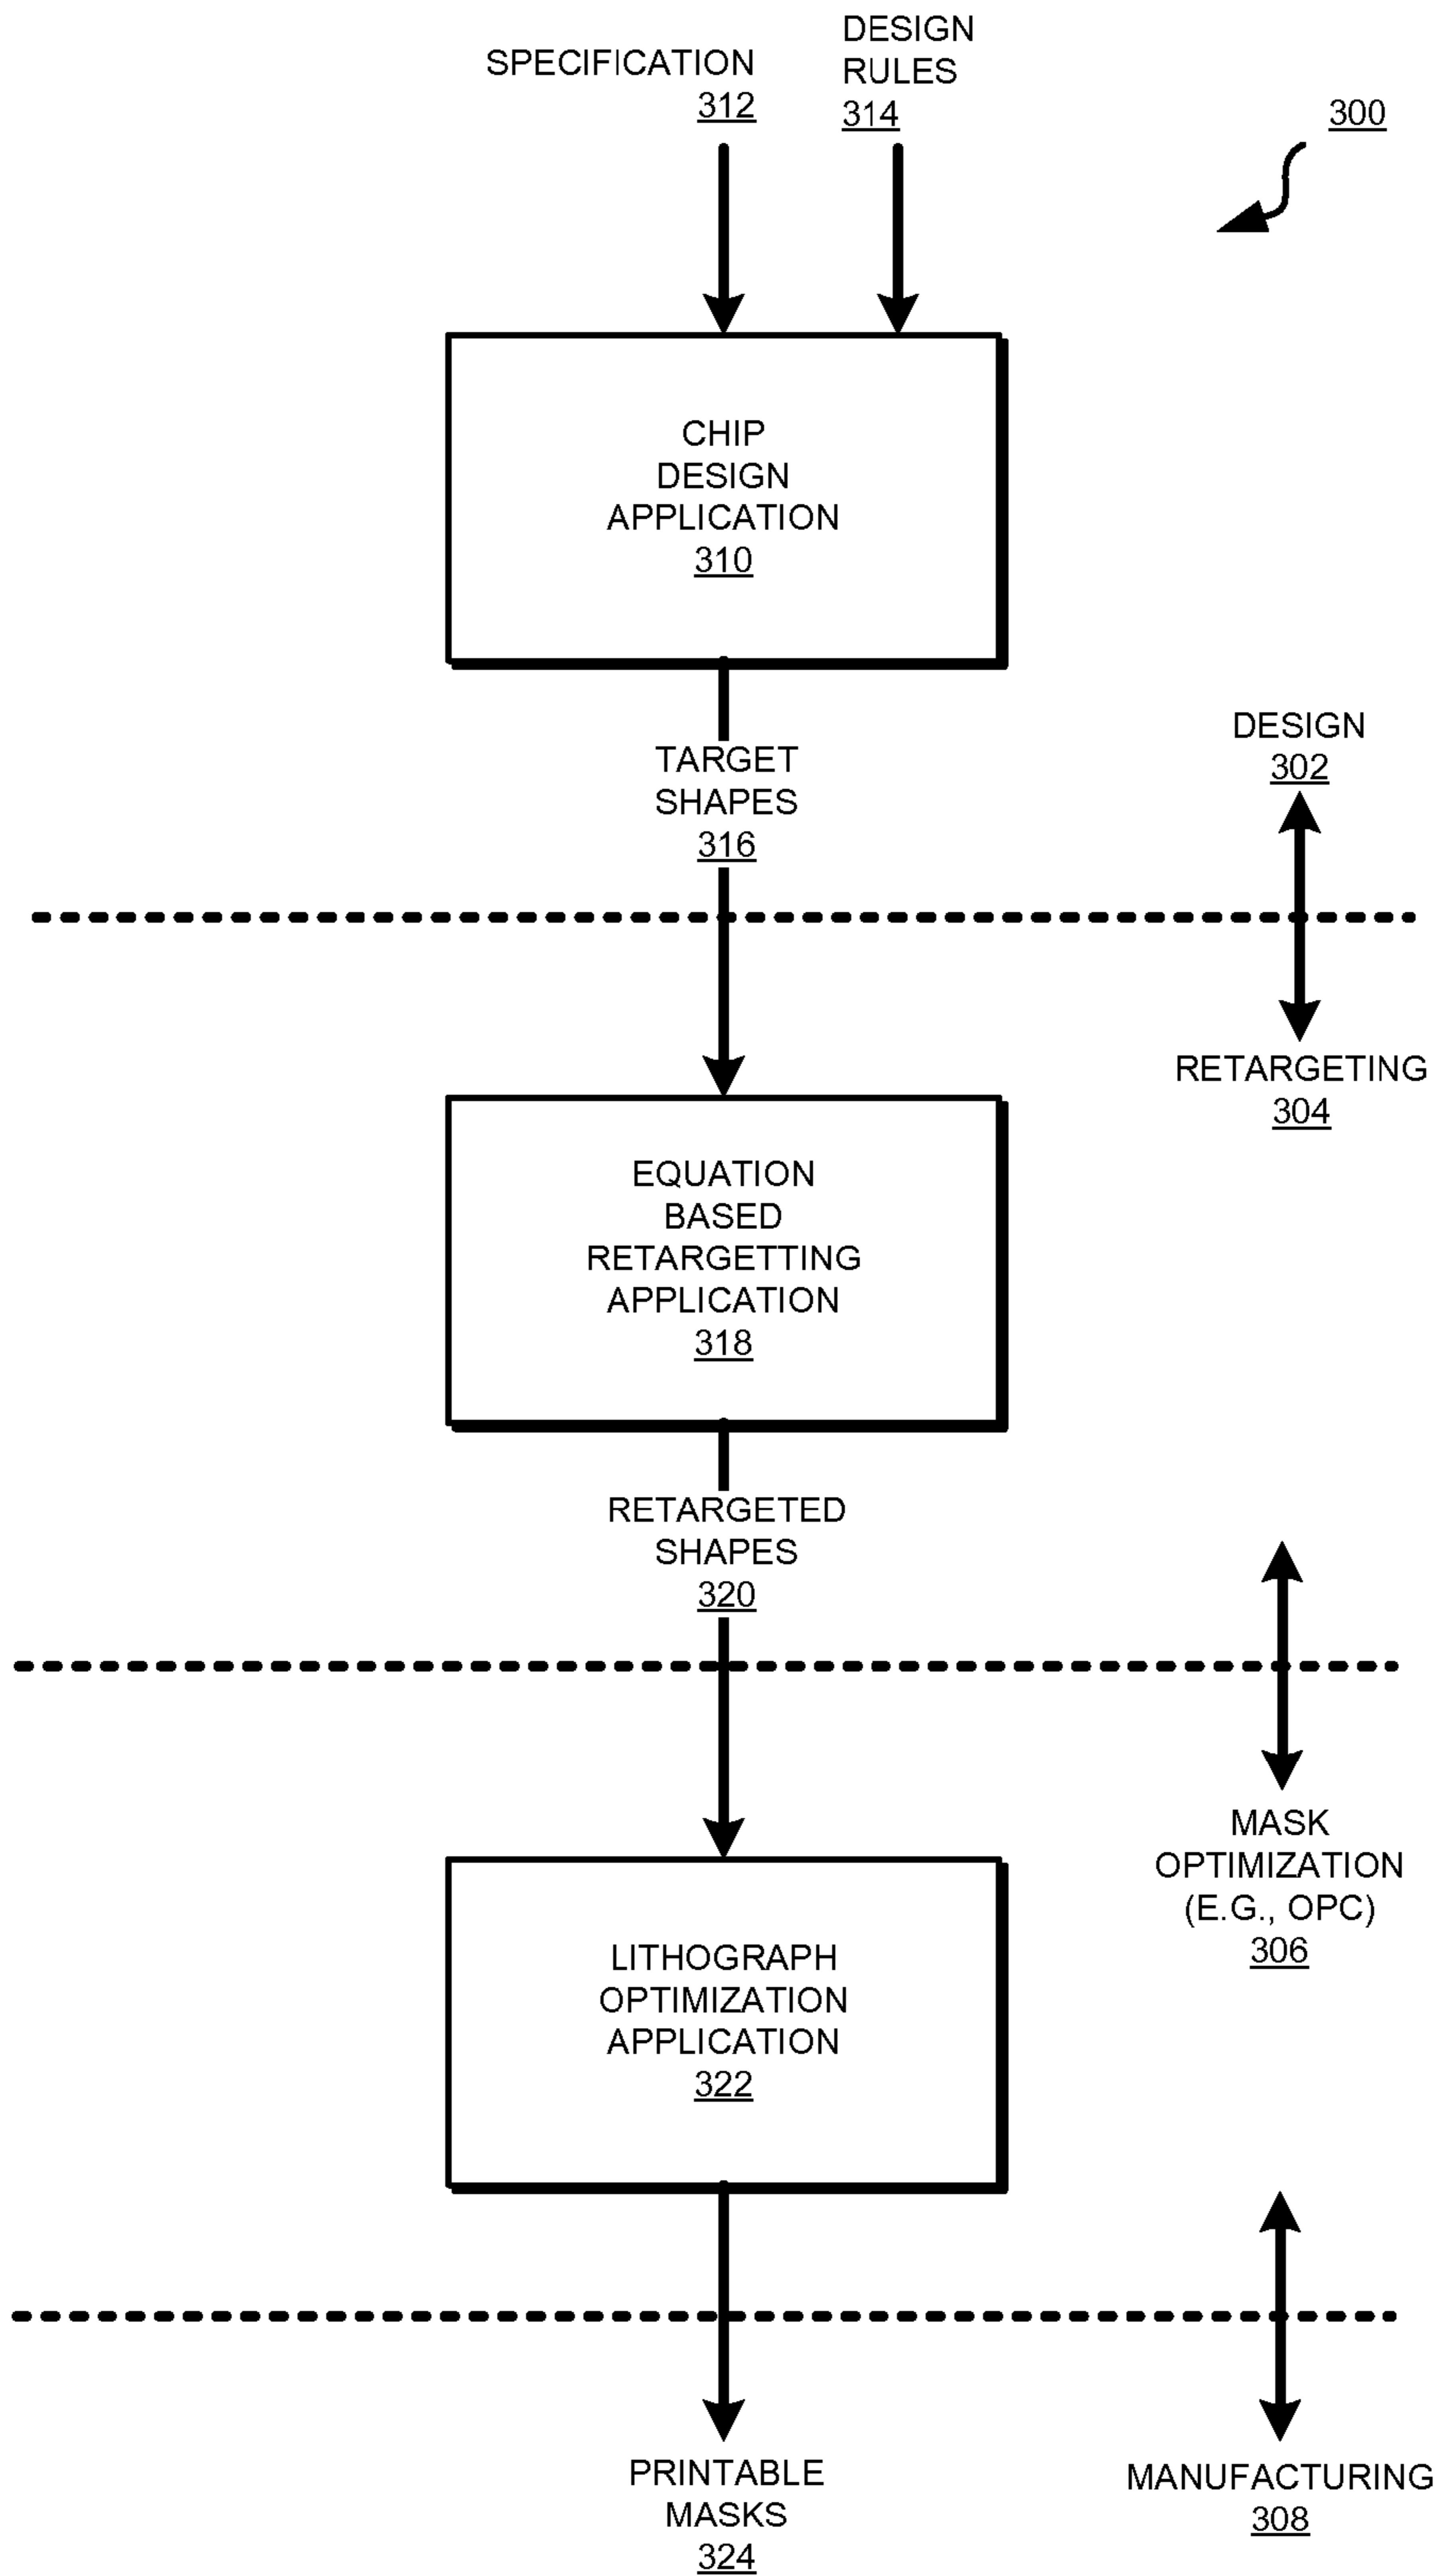 SPECIFICATION
312
DESIGN
RULES
314
300
CHIP
DESIGN
APPLICATION
310
TARGET
SHAPES
316
DESIGN
302
RETARGETING
304
EQUATION
BASED
RETARGETTING
APPLICATION
318
RETARGETED
SHAPES
320
MASK
OPTIMIZATION
(E.G., OPC)
306
LITHOGRAPH
OPTIMIZATION
APPLICATION
322
PRINTABLE
MASKS
324
MANUFACTURING
308